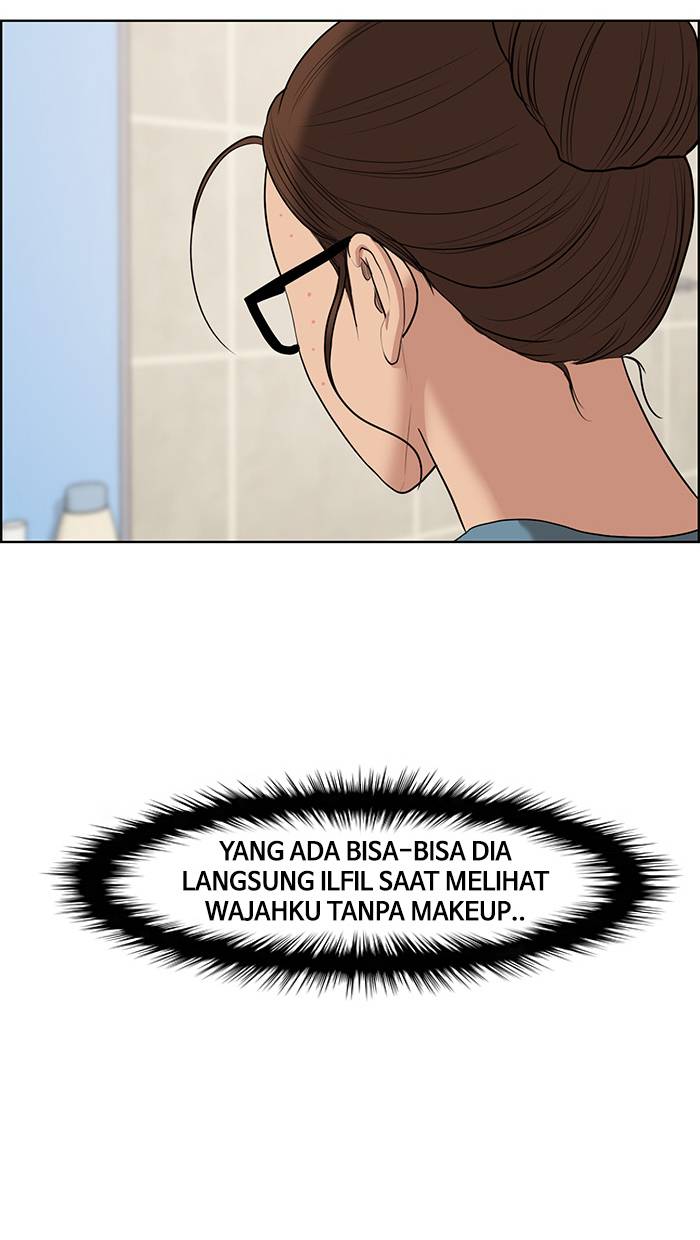 YANG ADA BISA-BISA DIA
LANGSUNG ILFIL SAAT MELIHAT
WAJAHKU TANPA MAKEUP..